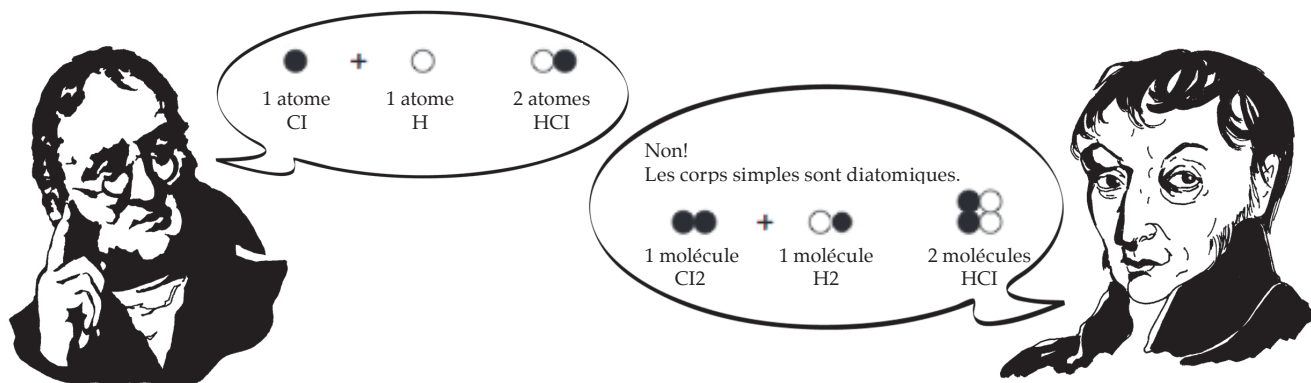 +
1 atome 1 atome 2 atomes
CI H HCI
Non!
Les corps simples sont diatomiques.
+
1 molécule 1 molécule 2 molécules
CI2 H2 HCI